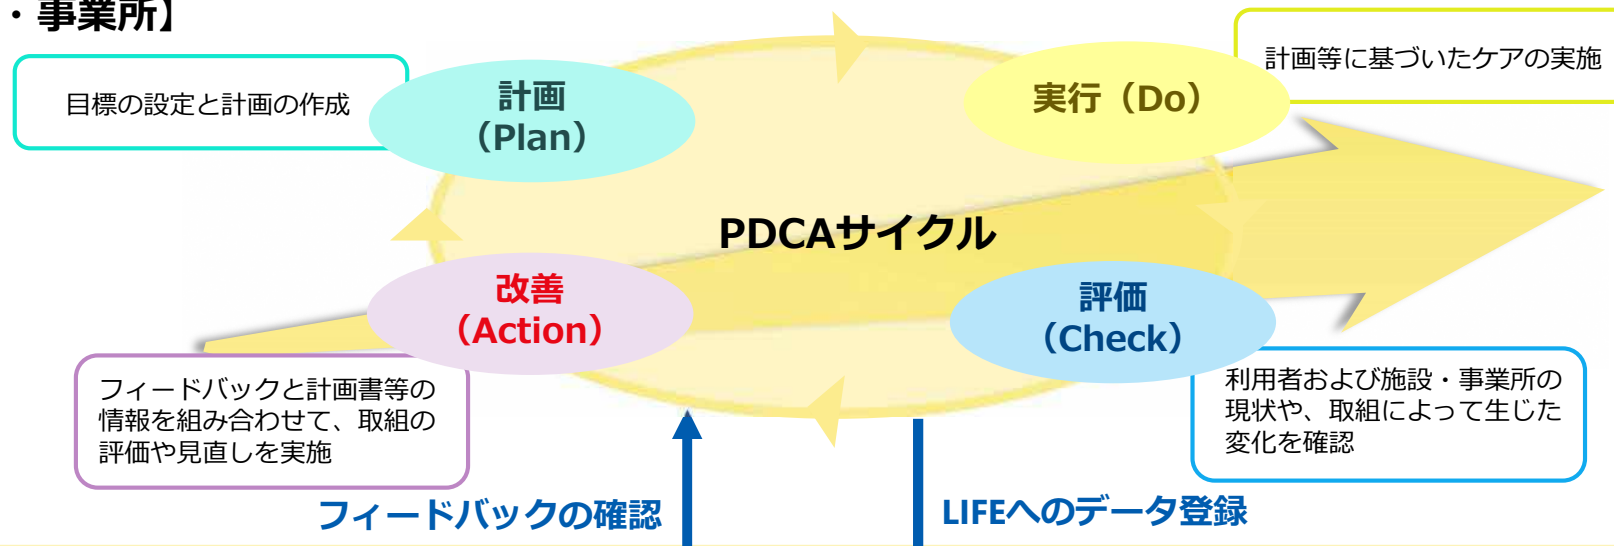 ・事業所】
目標の設定と計画の作成
計画
（Plan）
実行（Do）
計画等に基づいたケアの実施
PDCAサイクル
改善
（Action）
評価
（Check）
フィードバックと計画書等の
情報を組み合わせて、取組の
評価や見直しを実施
利用者および施設・事業所の
現状や、取組によって生じた
変化を確認
フィードバックの確認
LIFEへのデータ登録